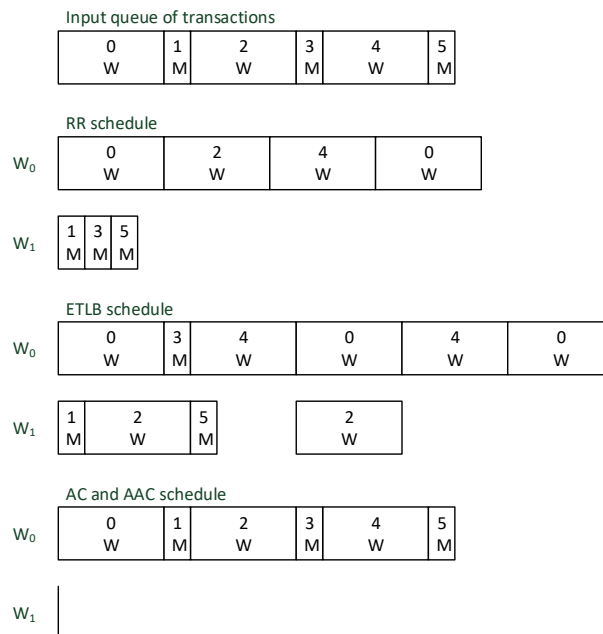 Input queue of transactions
0 1 2 3 4 5
W M W M W M
RR schedule
W₀ 0 2 4 0
W W W W
W₁ 1 3 5
M M M
ETLB schedule
W₀ 0 3 4 0 4 0
W M W W W W
W₁ 1 2 5 2
M W M W
AC and AAC schedule
W₀ 0 1 2 3 4 5
W M W M W M
W₁